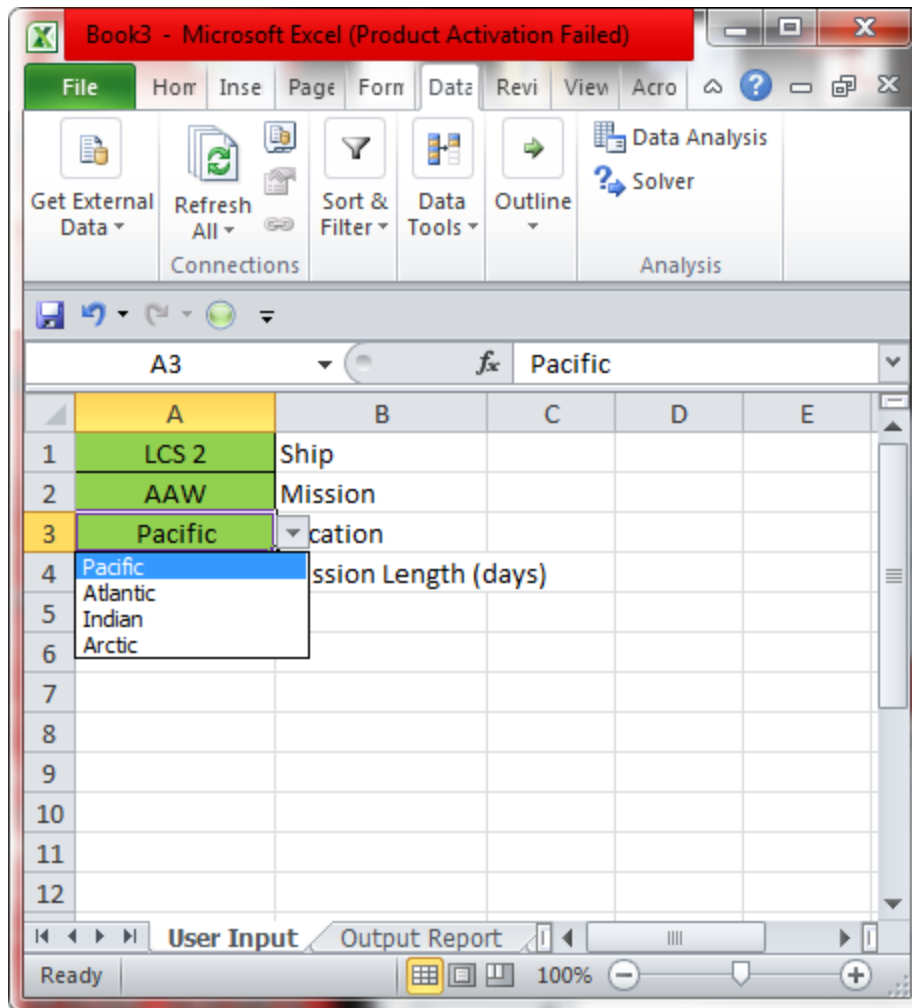 Book3 - Microsoft Excel (Product Activation Failed)
File Hom Inse Page Form Data Revi View Acro
Get External Data
Refresh All
Sort & Filter
Data Tools
Outline
Data Analysis
Solver
Connections
Analysis
A3 fx Pacific
A B C D E
1 LCS 2 Ship
2 AAW Mission
3 Pacific cation
4 ssion Length (days)
Pacific
Atlantic
Indian
Arctic
5
6
7
8
9
10
11
12
User Input Output Report
Ready 100%